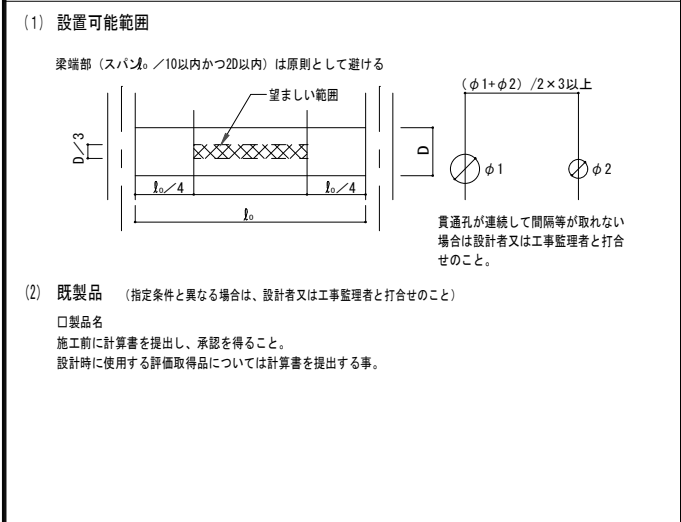 (1) 設置可能範囲
梁端部（スパンℓo ／10以内かつ2D以内）は原則として避ける
望ましい範囲
D／3
D
ℓo／4
ℓo／4
ℓo
(φ1+φ2) /2×3以上
φ1
φ2
貫通孔が連続して間隔等が取れない
場合は設計者又は工事監理者と打合
せのこと。
(2) 既製品 （指定条件と異なる場合は、設計者又は工事監理者と打合せのこと）
□製品名
施工前に計算書を提出し、承認を得ること。
設計時に使用する評価取得品については計算書を提出する事。